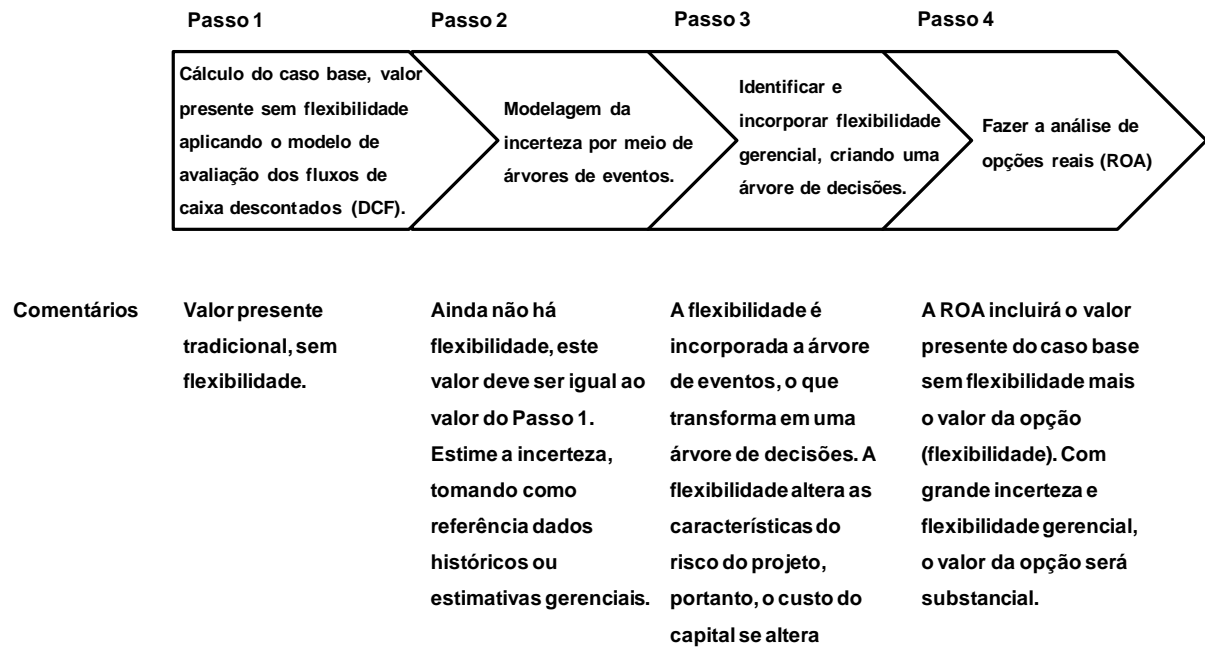 Passo 1
Passo 2
Passo 3
Passo 4
Cálculo do caso base, valor
presente sem flexibilidade
aplicando o modelo de
avaliação dos fluxos de
caixa descontados (DCF).
Modelagem da
incerteza por meio de
árvores de eventos.
Identificar e
incorporar flexibilidade
gerencial, criando uma
árvore de decisões.
Fazer a análise de
opções reais (ROA)
Comentários
Valor presente
tradicional, sem
flexibilidade.
Ainda não há
flexibilidade, este
valor deve ser igual ao
valor do Passo 1.
Estime a incerteza,
tomando como
referência dados
históricos ou
estimativas gerenciais.
A flexibilidade é
incorporada a árvore
de eventos, o que
transforma em uma
árvore de decisões. A
flexibilidade altera as
características do
risco do projeto,
portanto, o custo do
capital se altera
A ROA incluirá o valor
presente do caso base
sem flexibilidade mais
o valor da opção
(flexibilidade). Com
grande incerteza e
flexibilidade gerencial,
o valor da opção será
substancial.